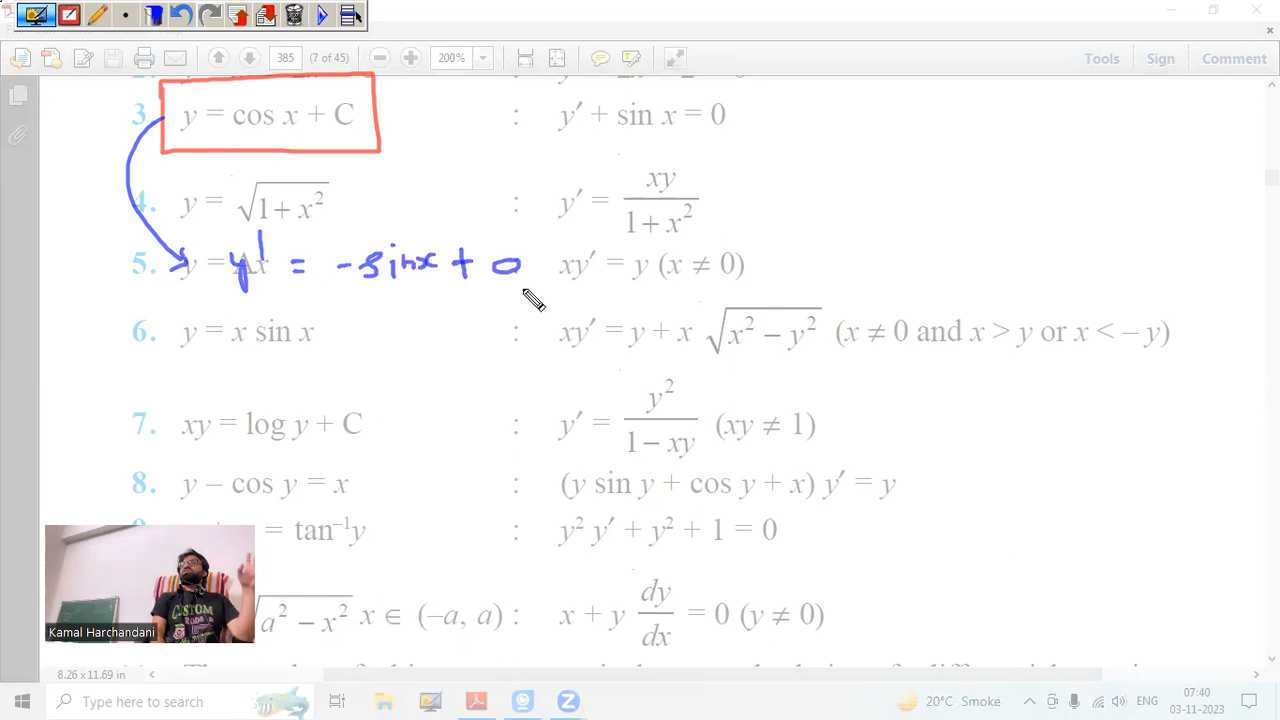 385 (7 of 45) 200% Tools Sign Comment
3 y = cos x + C : y′ + sin x = 0
4. y = √1 + x² : y′ = xy / 1 + x²
5. y = Ax xy′ = y (x ≠ 0)
y' = -sinx + 0
6. y = x sin x : xy′ = y + x √x² – y² (x ≠ 0 and x > y or x < – y)
7. xy = log y + C : y′ = y² / 1 – xy (xy ≠ 1)
8. y – cos y = x : (y sin y + cos y + x) y′ = y
= tan⁻¹y : y² y′ + y² + 1 = 0
√a² – x² x ∈ (–a, a) : x + y dy/dx = 0 (y ≠ 0)
CUSTOM
Kamal Harchandani
8.26 x 11.69 in
Type here to search 20°C Smoke ENG 07:40
03-11-2023